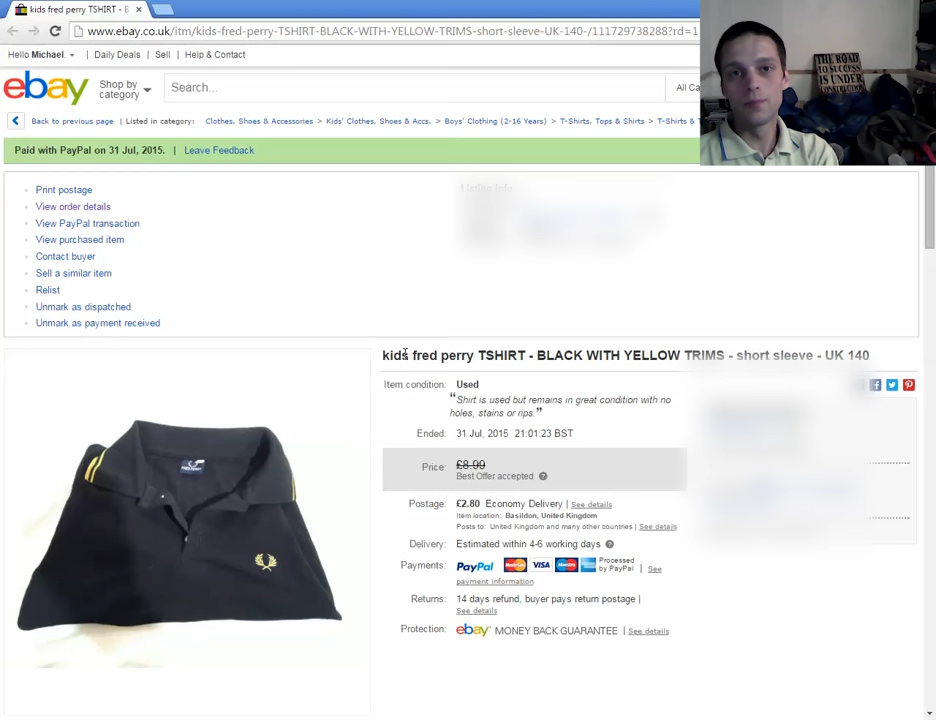 kids fred perry TSHIRT - B
www.ebay.co.uk/itm/kids-fred-perry-TSHIRT-BLACK-WITH-YELLOW-TRIMS-short-sleeve-UK-140-/111729738288?rd=1
THE ROAD
TO SUCCESS
IS UNDER
CONSTRUCTION
Hello Michael. | Daily Deals | Sell | Help & Contact
ebay
Shop by
category
Search...
All Ca
Back to previous page | Listed in category: Clothes, Shoes & Accessories > Kids' Clothes, Shoes & Accs. > Boys' Clothing (2-16 Years) > T-Shirts, Tops & Shirts > T-Shirts & T
Paid with PayPal on 31 Jul, 2015. | Leave Feedback
Print postage
View order details
View PayPal transaction
View purchased item
Contact buyer
Sell a similar item
Relist
Unmark as dispatched
Unmark as payment received
Listing info
kids fred perry TSHIRT - BLACK WITH YELLOW TRIMS - short sleeve - UK 140
Item condition: Used
“Shirt is used but remains in great condition with no
holes, stains or rips.”
Ended: 31 Jul, 2015 21:01:23 BST
Price: £8.99
Best Offer accepted
Postage: £2.80 Economy Delivery | See details
Item location: Basildon, United Kingdom
Posts to: United Kingdom and many other countries | See details
Delivery: Estimated within 4-6 working days
Payments: PayPal MasterCard VISA Maestro Processed by PayPal | See
payment information
Returns: 14 days refund, buyer pays return postage |
See details
Protection: ebay MONEY BACK GUARANTEE | See details